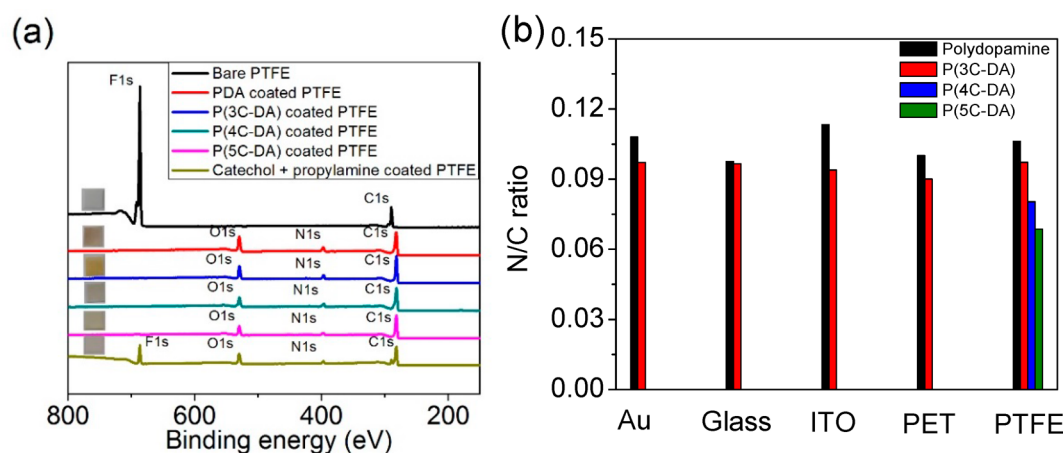 (a)
Bare PTFE
PDA coated PTFE
P(3C-DA) coated PTFE
P(4C-DA) coated PTFE
P(5C-DA) coated PTFE
Catechol + propylamine coated PTFE
F1s
C1s
O1s
N1s
C1s
O1s
N1s
C1s
O1s
N1s
C1s
O1s
N1s
C1s
F1s
O1s
N1s
C1s
800
600
400
200
Binding energy (eV)
(b)
0.15
0.12
0.09
0.06
0.03
0.00
N/C ratio
Polydopamine
P(3C-DA)
P(4C-DA)
P(5C-DA)
Au
Glass
ITO
PET
PTFE